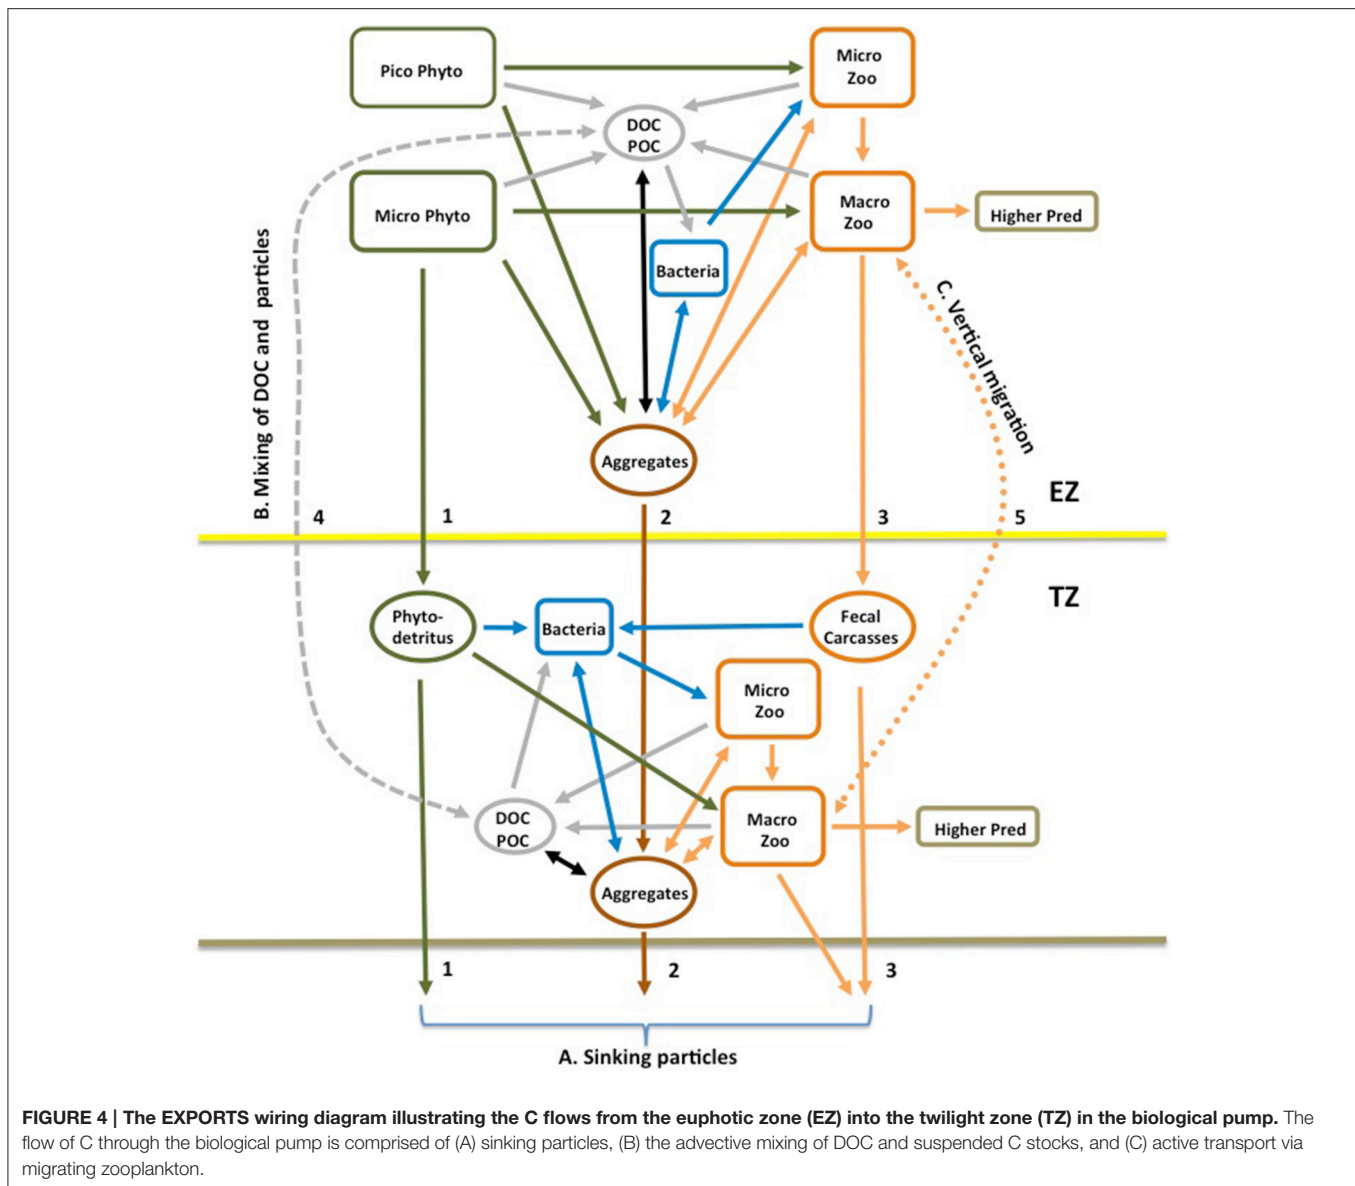 Pico Phyto
Micro
Zoo
DOC
POC
Micro Phyto
Macro
Zoo
Higher Pred
Bacteria
B. Mixing of DOC and particles
C. Vertical migration
Aggregates
EZ
4
1
2
3
5
TZ
Phyto-
detritus
Bacteria
Fecal
Carcasses
Micro
Zoo
DOC
POC
Macro
Zoo
Higher Pred
Aggregates
1
2
3
A. Sinking particles
FIGURE 4 | The EXPORTS wiring diagram illustrating the C flows from the euphotic zone (EZ) into the twilight zone (TZ) in the biological pump. The
flow of C through the biological pump is comprised of (A) sinking particles, (B) the advective mixing of DOC and suspended C stocks, and (C) active transport via
migrating zooplankton.